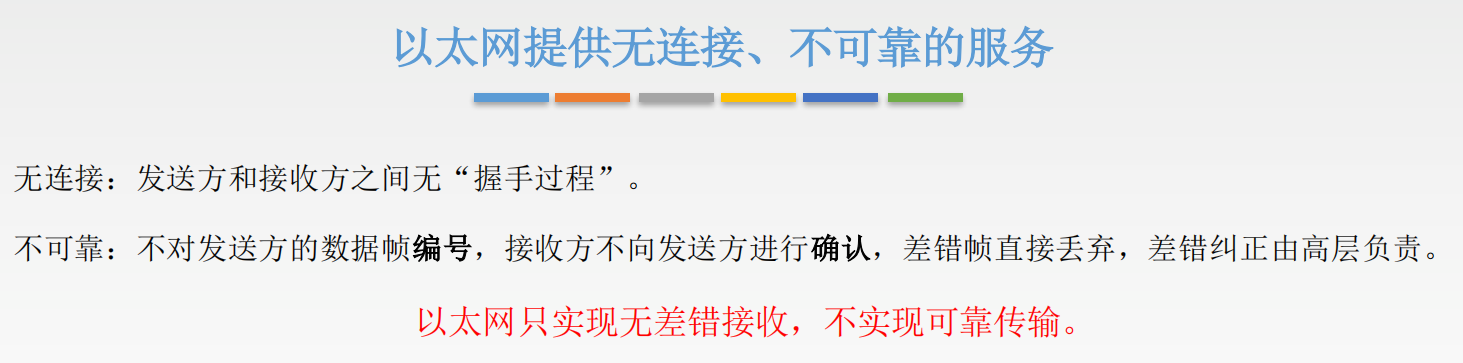 以太网提供无连接、不可靠的服务
无连接：发送方和接收方之间无“握手过程”。
不可靠：不对发送方的数据帧编号，接收方不向发送方进行确认，差错帧直接丢弃，差错纠正由高层负责。
以太网只实现无差错接收，不实现可靠传输。